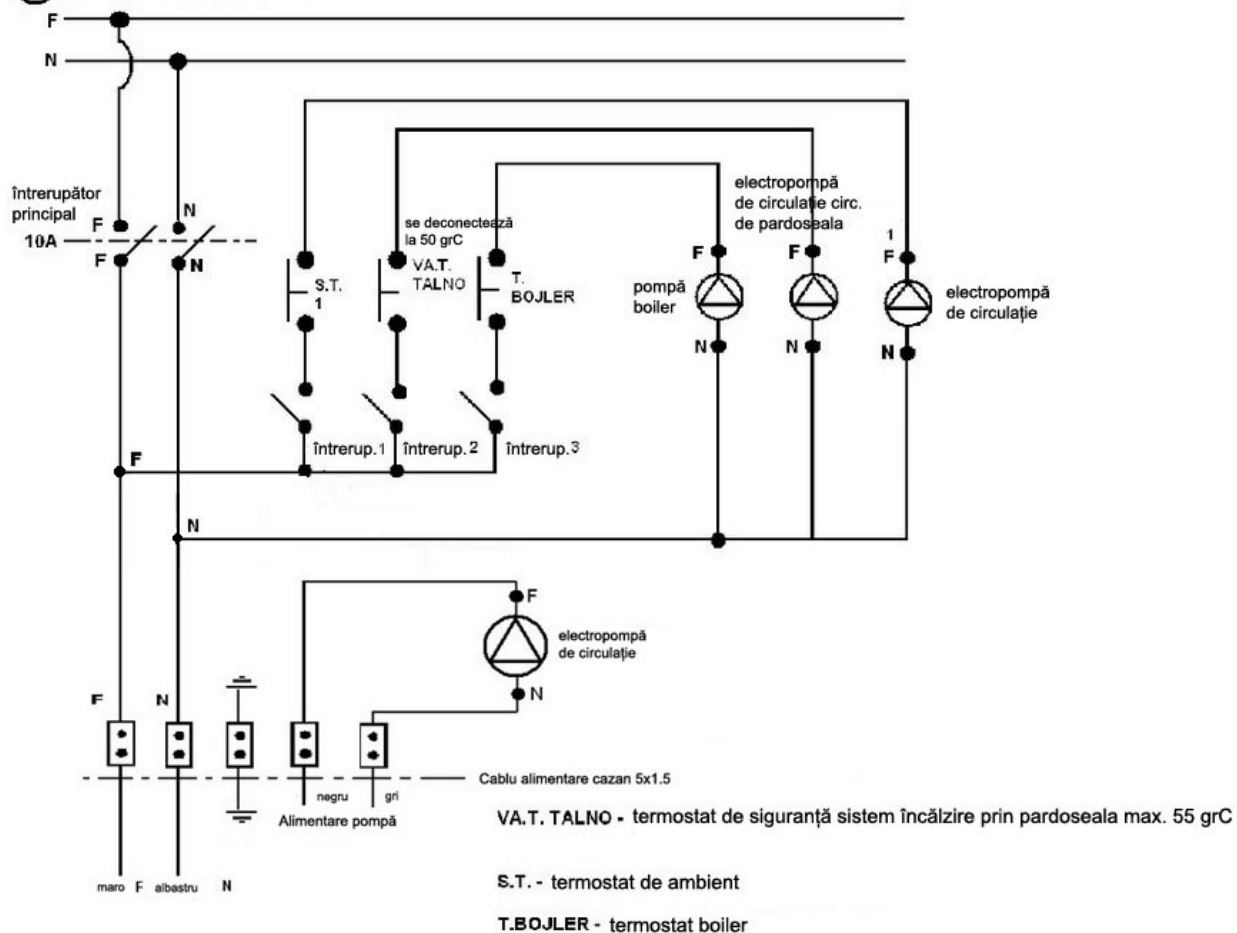 F
N
întrerupător
principal
10A
F
N
F
N
se deconectează
la 50 grC
S.T.
1
VA.T.
TALNO
T.
BOJLER
electropompă
de circulatie circ.
de pardoseala
pompă
boiler
F
N
F
N
1
F
N
electropompă
de circulație
întrerup.1
întrerup.2
întrerup.3
F
N
F
electropompă
de circulație
N
F
N
Cablu alimentare cazan 5x1.5
negru
gri
Alimentare pompă
maro F albastru N
VA.T. TALNO - termostat de siguranță sistem încălzire prin pardoseala max. 55 grC
S.T. - termostat de ambient
T.BOJLER - termostat boiler